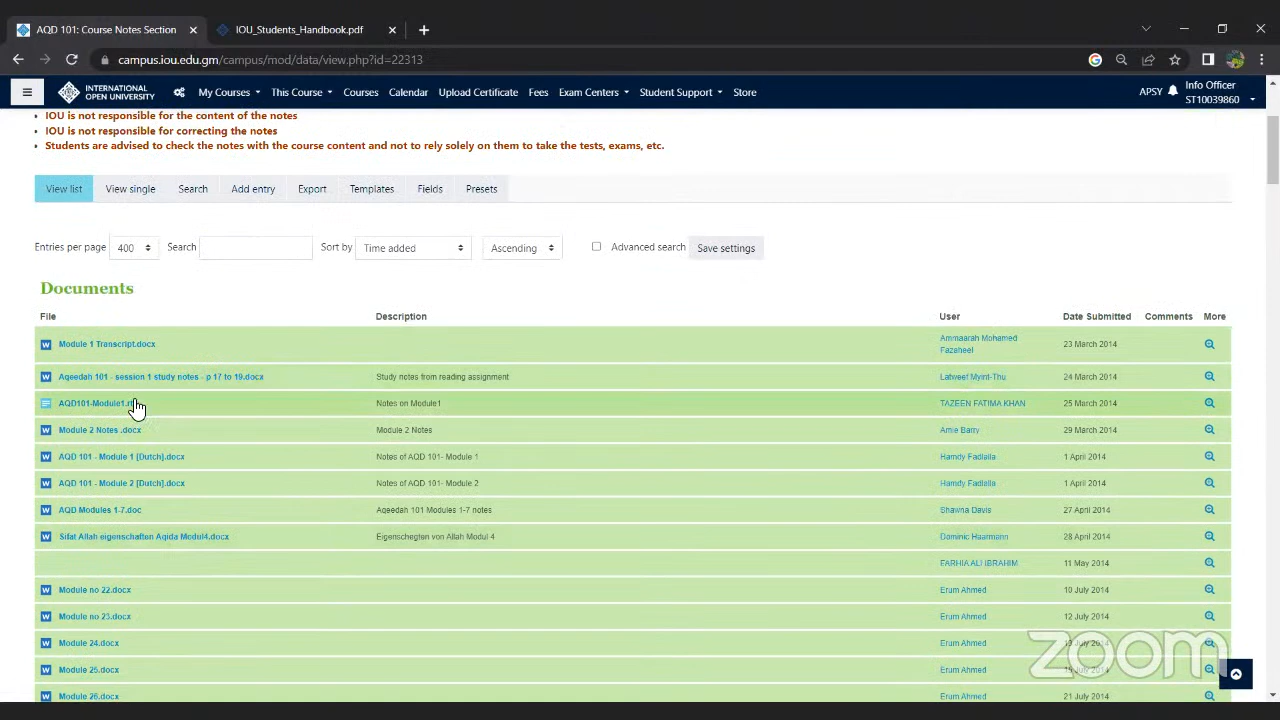 AQD 101: Course Notes Section
IOU_Students_Handbook.pdf
campus.iou.edu.gm/campus/mod/data/view.php?id=22313
INTERNATIONAL
OPEN UNIVERSITY
My Courses
This Course
Courses
Calendar
Upload Certificate
Fees
Exam Centers
Student Support
Store
APSY
Info Officer
ST10039860
IOU is not responsible for the content of the notes
IOU is not responsible for correcting the notes
Students are advised to check the notes with the course content and not to rely solely on them to take the tests, exams, etc.
View list View single Search Add entry Export Templates Fields Presets
Entries per page 400 Search Sort by Time added Ascending Advanced search Save settings
Documents
File Description User Date Submitted Comments More
Module 1 Transcript.docx Ammaarah Mohamed Fazaheel 23 March 2014
Aqeedah 101 - session 1 study notes - p 17 to 19.docx Study notes from reading assignment Latweef Myint-Thu 24 March 2014
Notes on Module1 TAZEEN FATIMA KHAN 25 March 2014
Module 2 Notes .docx Module 2 Notes Amie Barry 29 March 2014
AQD 101 - Module 1 [Dutch].docx Notes of AQD 101- Module 1 Hamdy Fadlalla 1 April 2014
AQD 101 - Module 2 [Dutch].docx Notes of AQD 101- Module 2 Hamdy Fadlalla 1 April 2014
AQD Modules 1-7.doc Aqeedah 101 Modules 1-7 notes Shawna Davis 27 April 2014
Sifat Allah eigenschaften Aqida Modul4.docx Eigenschegten von Allah Modul 4 Dominic Haarmann 28 April 2014
FARHIA ALI IBRAHIM 11 May 2014
Module no 22.docx Erum Ahmed 10 July 2014
Module no 23.docx Erum Ahmed 12 July 2014
Module 24.docx Erum Ahmed July 2014
Module 25.docx Erum Ahmed July 2014
Module 26.docx Erum Ahmed 21 July 2014
zoom